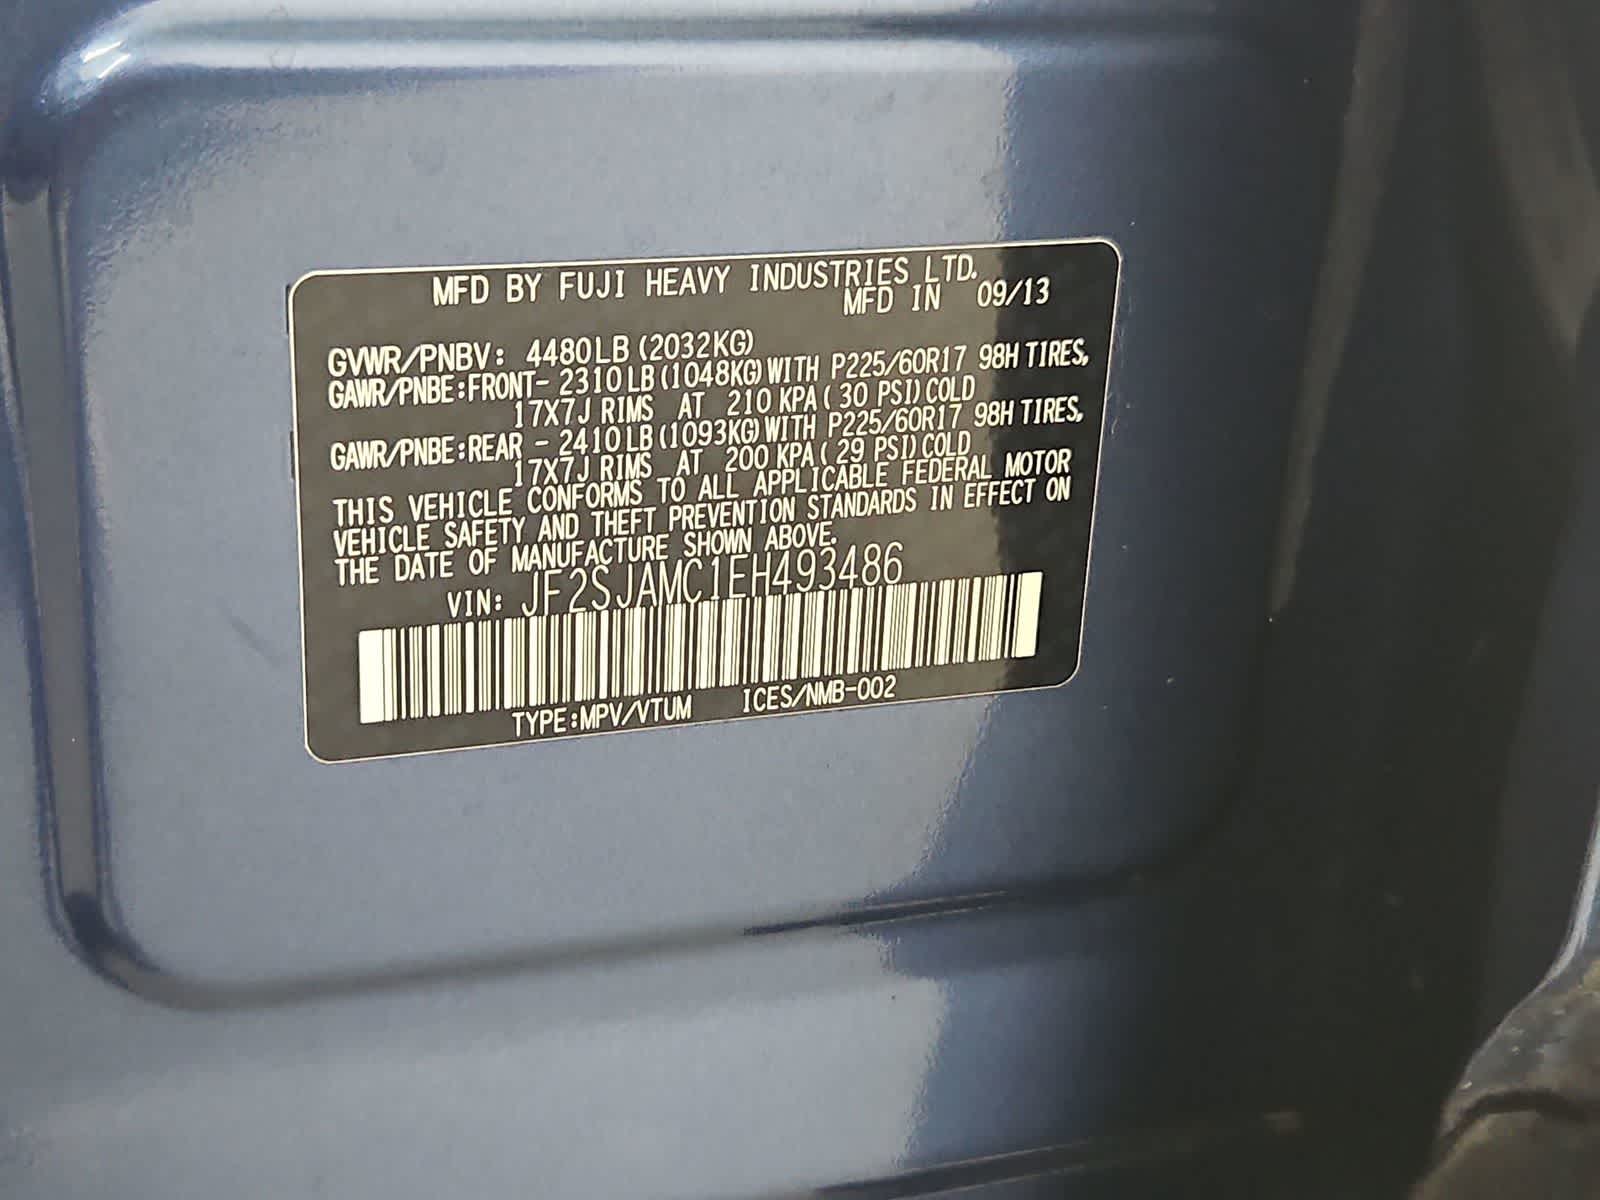 MFD BY FUJI HEAVY INDUSTRIES LTD.
MFD IN 09/13
GVWR/PNBV: 4480LB (2032KG)
GAWR/PNBE:FRONT- 2310LB(1048KG)WITH P225/60R17 98H TIRES,
17X7J RIMS AT 210 KPA( 30 PSI)COLD
GAWR/PNBE:REAR - 2410LB(1093KG)WITH P225/60R17 98H TIRES,
17X7J RIMS AT 200 KPA( 29 PSI)COLD
THIS VEHICLE CONFORMS TO ALL APPLICABLE FEDERAL MOTOR
VEHICLE SAFETY AND THEFT PREVENTION STANDARDS IN EFFECT ON
THE DATE OF MANUFACTURE SHOWN ABOVE.
VIN: JF2SJAMC1EH493486
TYPE:MPV/VTUM ICES/NMB-002